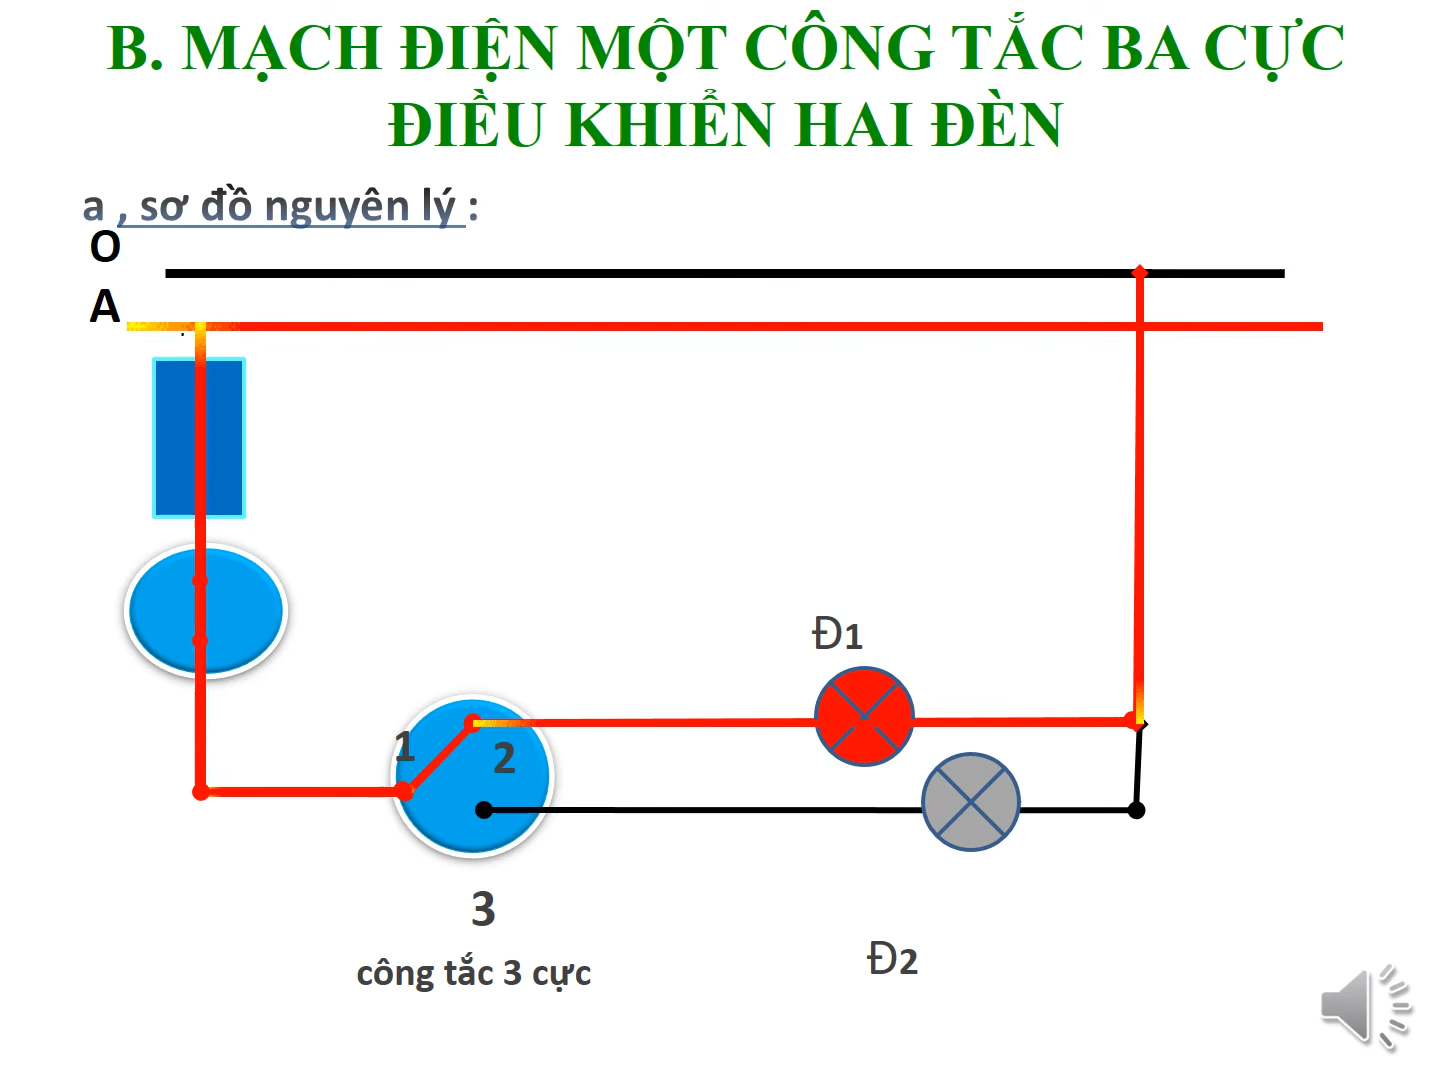 B. MẠCH ĐIỆN MỘT CÔNG TẮC BA CỰC
ĐIỀU KHIỂN HAI ĐÈN
a , sơ đồ nguyên lý :
O
A
Đ1
1
2
3
công tắc 3 cực
Đ2